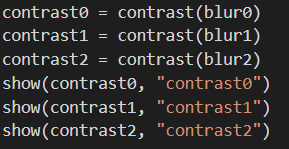 contrast0 = contrast(blur0)
contrast1 = contrast(blur1)
contrast2 = contrast(blur2)
show(contrast0, "contrast0")
show(contrast1, "contrast1")
show(contrast2, "contrast2")